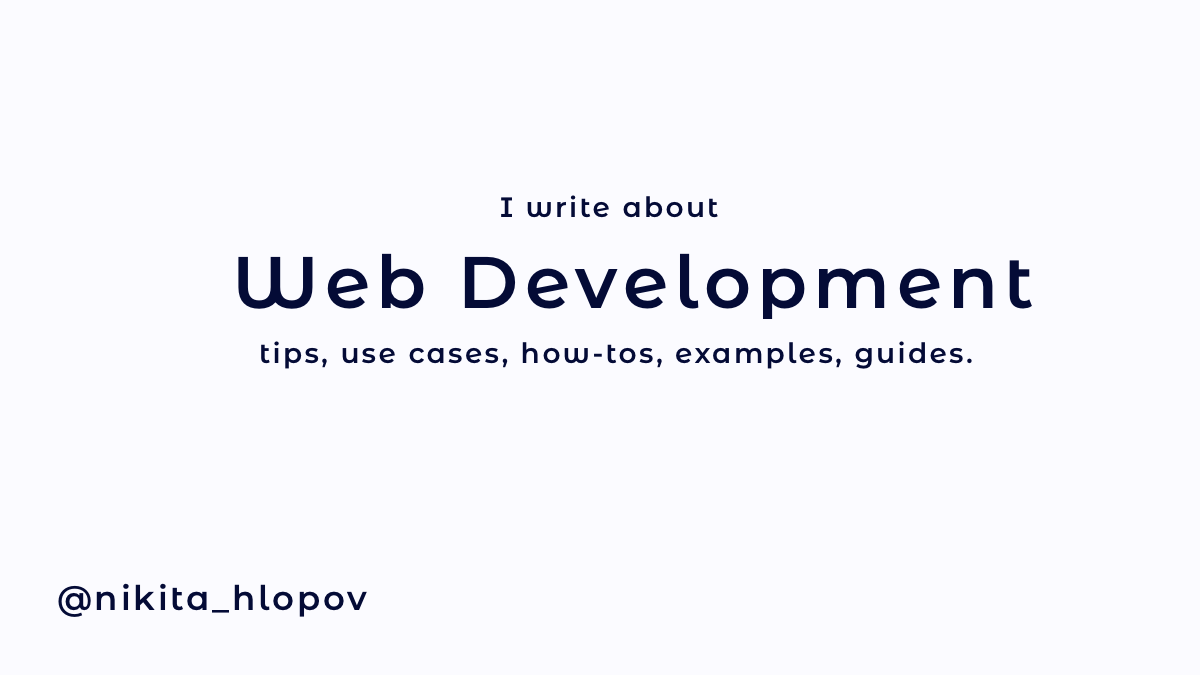 I write about
Web Development
tips, use cases, how-tos, examples, guides.
@nikita_hlopov